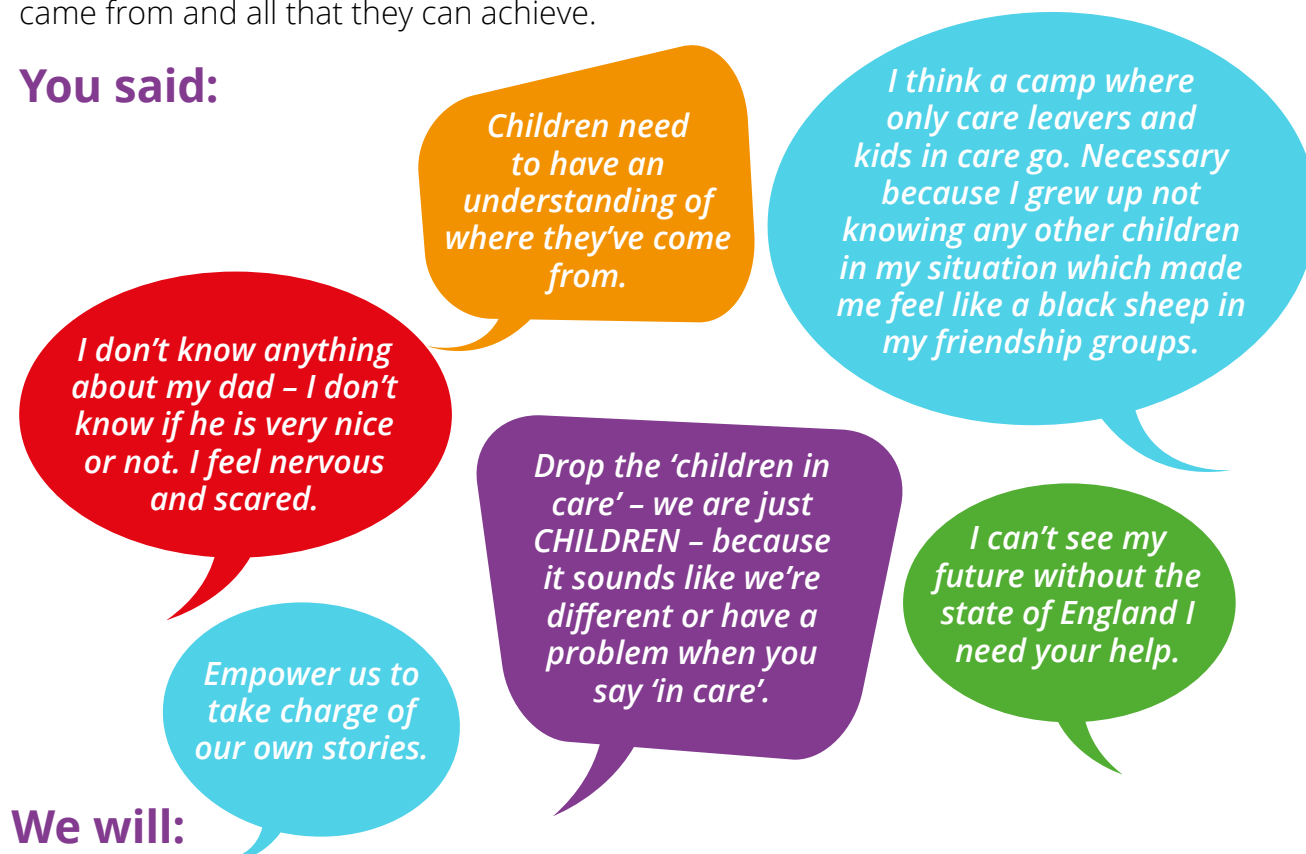 came from and all that they can achieve.
You said:
Children need
to have an
understanding of
where they've come
from.
I think a camp where
only care leavers and
kids in care go. Necessary
because I grew up not
knowing any other children
in my situation which made
me feel like a black sheep in
my friendship groups.
I don't know anything
about my dad – I don't
know if he is very nice
or not. I feel nervous
and scared.
Drop the 'children in
care' – we are just
CHILDREN – because
it sounds like we're
different or have a
problem when you
say 'in care'.
I can't see my
future without the
state of England I
need your help.
Empower us to
take charge of
our own stories.
We will: